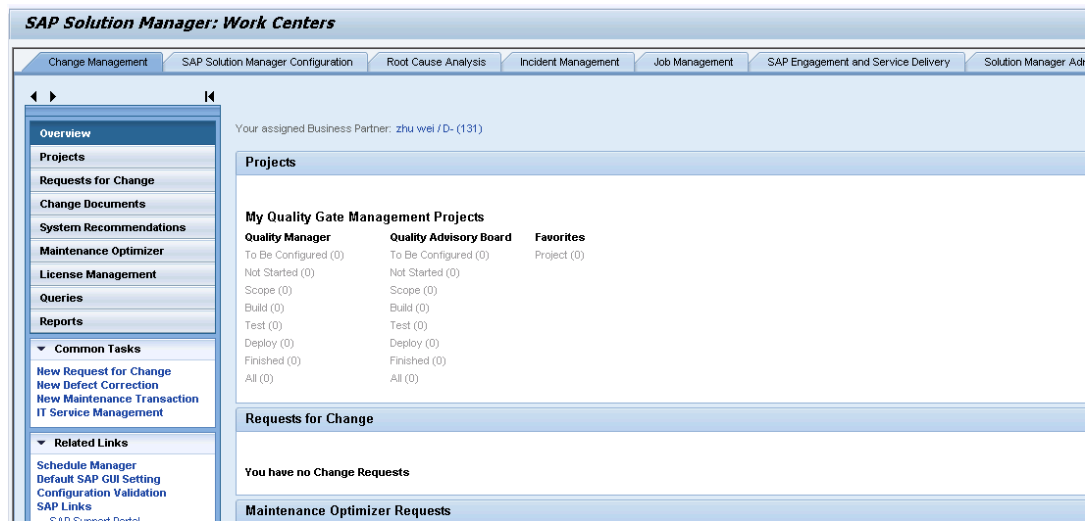 SAP Solution Manager: Work Centers
Change Management SAP Solution Manager Configuration Root Cause Analysis Incident Management Job Management SAP Engagement and Service Delivery Solution Manager Adr
Overview
Projects
Requests for Change
Change Documents
System Recommendations
Maintenance Optimizer
License Management
Queries
Reports
Common Tasks
New Request for Change
New Defect Correction
New Maintenance Transaction
IT Service Management
Related Links
Schedule Manager
Default SAP GUI Setting
Configuration Validation
SAP Links
SAP Support Portal
Your assigned Business Partner: zhu wei / D- (131)
Projects
My Quality Gate Management Projects
Quality Manager Quality Advisory Board Favorites
To Be Configured (0) To Be Configured (0) Project (0)
Not Started (0) Not Started (0)
Scope (0) Scope (0)
Build (0) Build (0)
Test (0) Test (0)
Deploy (0) Deploy (0)
Finished (0) Finished (0)
All (0) All (0)
Requests for Change
You have no Change Requests
Maintenance Optimizer Requests